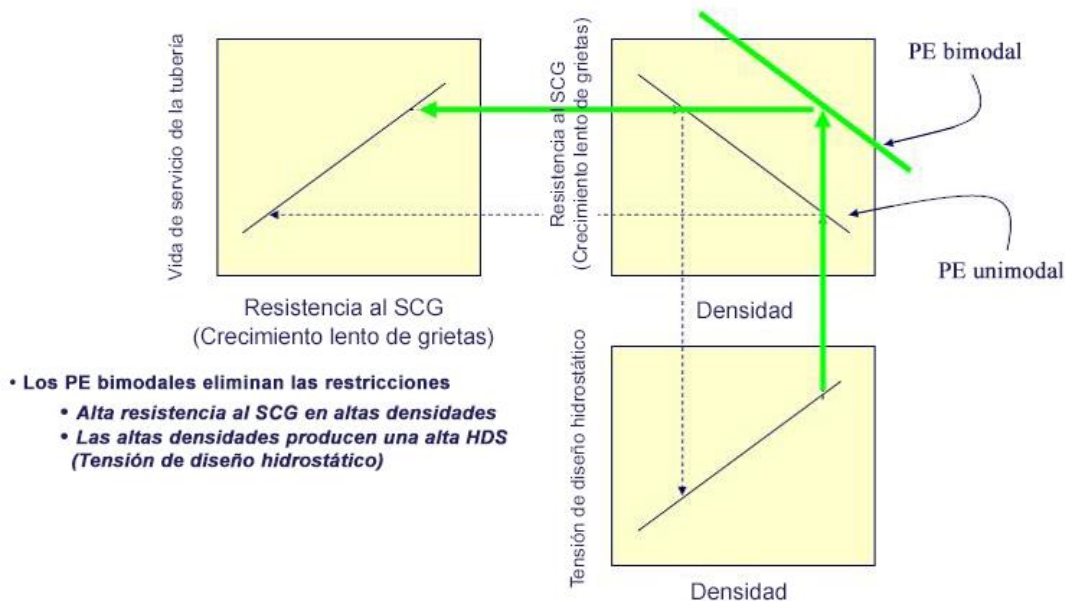 Vida de servicio de la tubería
Resistencia al SCG
(Crecimiento lento de grietas)
Resistencia al SCG
(Crecimiento lento de grietas)
PE bimodal
PE unimodal
Densidad
• Los PE bimodales eliminan las restricciones
• Alta resistencia al SCG en altas densidades
• Las altas densidades producen una alta HDS
(Tensión de diseño hidrostático)
Tensión de diseño hidrostático
Densidad